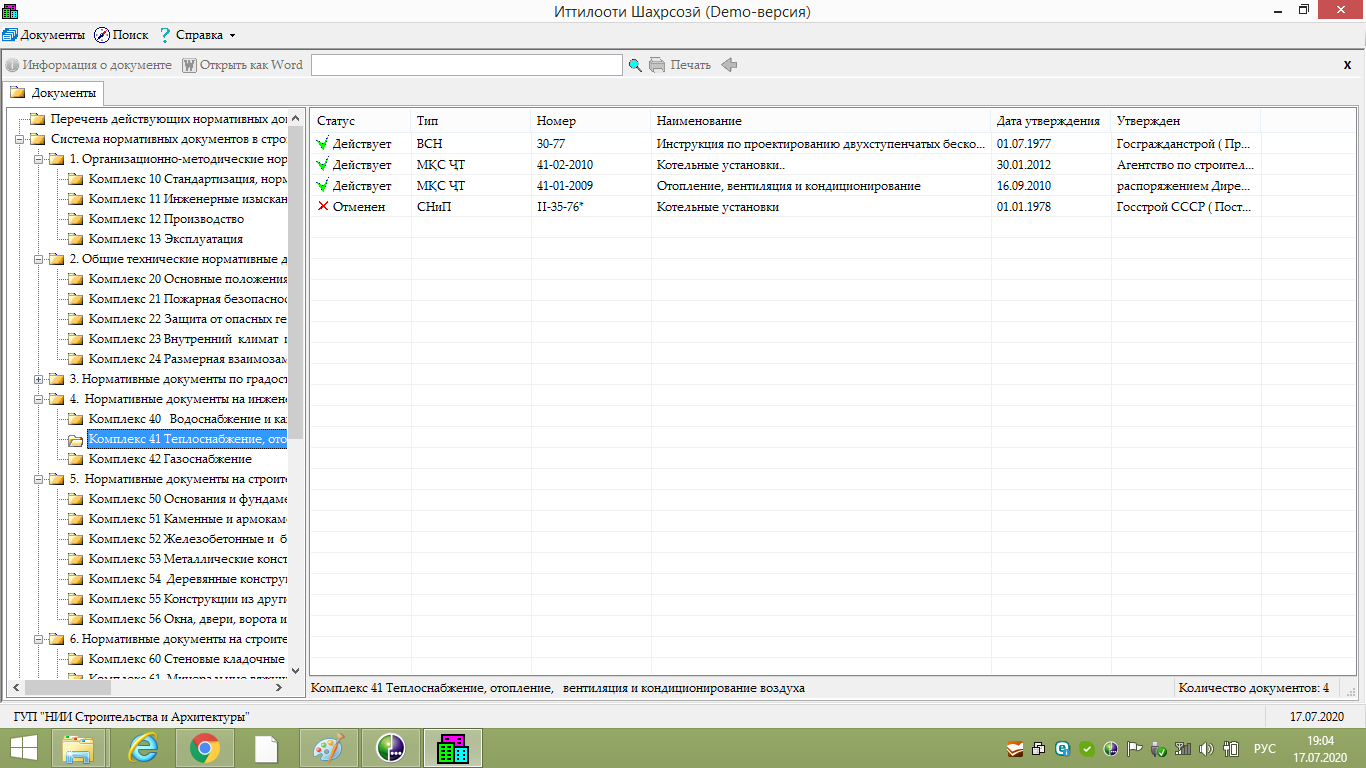 Иттилооти Шаҳрсозӣ (Demo-версия)
Документы Поиск ? Справка
Информация о документе Открыть как Word Печать X
Документы
Перечень действующих нормативных до
Система нормативных документов в стро
1. Организационно-методические нор
Комплекс 10 Стандартизация, норм
Комплекс 11 Инженерные изыскан
Комплекс 12 Производство
Комплекс 13 Эксплуатация
2. Общие технические нормативные д
Комплекс 20 Основные положения
Комплекс 21 Пожарная безопаснос
Комплекс 22 Защита от опасных ге
Комплекс 23 Внутренний климат и
Комплекс 24 Размерная взаимозам
3. Нормативные документы по градост
4. Нормативные документы на инжене
Комплекс 40 Водоснабжение и ка
Комплекс 41 Теплоснабжение, ото
Комплекс 42 Газоснабжение
5. Нормативные документы на строите
Комплекс 50 Основания и фундаме
Комплекс 51 Каменные и армокам
Комплекс 52 Железобетонные и б
Комплекс 53 Металлические конст
Комплекс 54 Деревянные конструк
Комплекс 55 Конструкции из други
Комплекс 56 Окна, двери, ворота и
6. Нормативные документы на строите
Комплекс 60 Стеновые кладочные
Комплекс 61 Минеральные вяжущ
Статус Тип Номер Наименование Дата утверждения Утвержден
Действует ВСН 30-77 Инструкция по проектированию двухступенчатых беско... 01.07.1977 Госгражданстрой ( Пр...
Действует МҚС ҶТ 41-02-2010 Котельные установки.. 30.01.2012 Агентство по строител...
Действует МҚС ҶТ 41-01-2009 Отопление, вентиляция и кондиционирование 16.09.2010 распоряжением Дире...
Отменен СНиП II-35-76* Котельные установки 01.01.1978 Госстрой СССР ( Пост...
Комплекс 41 Теплоснабжение, отопление, вентиляция и кондиционирование воздуха Количество документов: 4
ГУП "НИИ Строительства и Архитектуры" 17.07.2020
РУС 19:04
17.07.2020